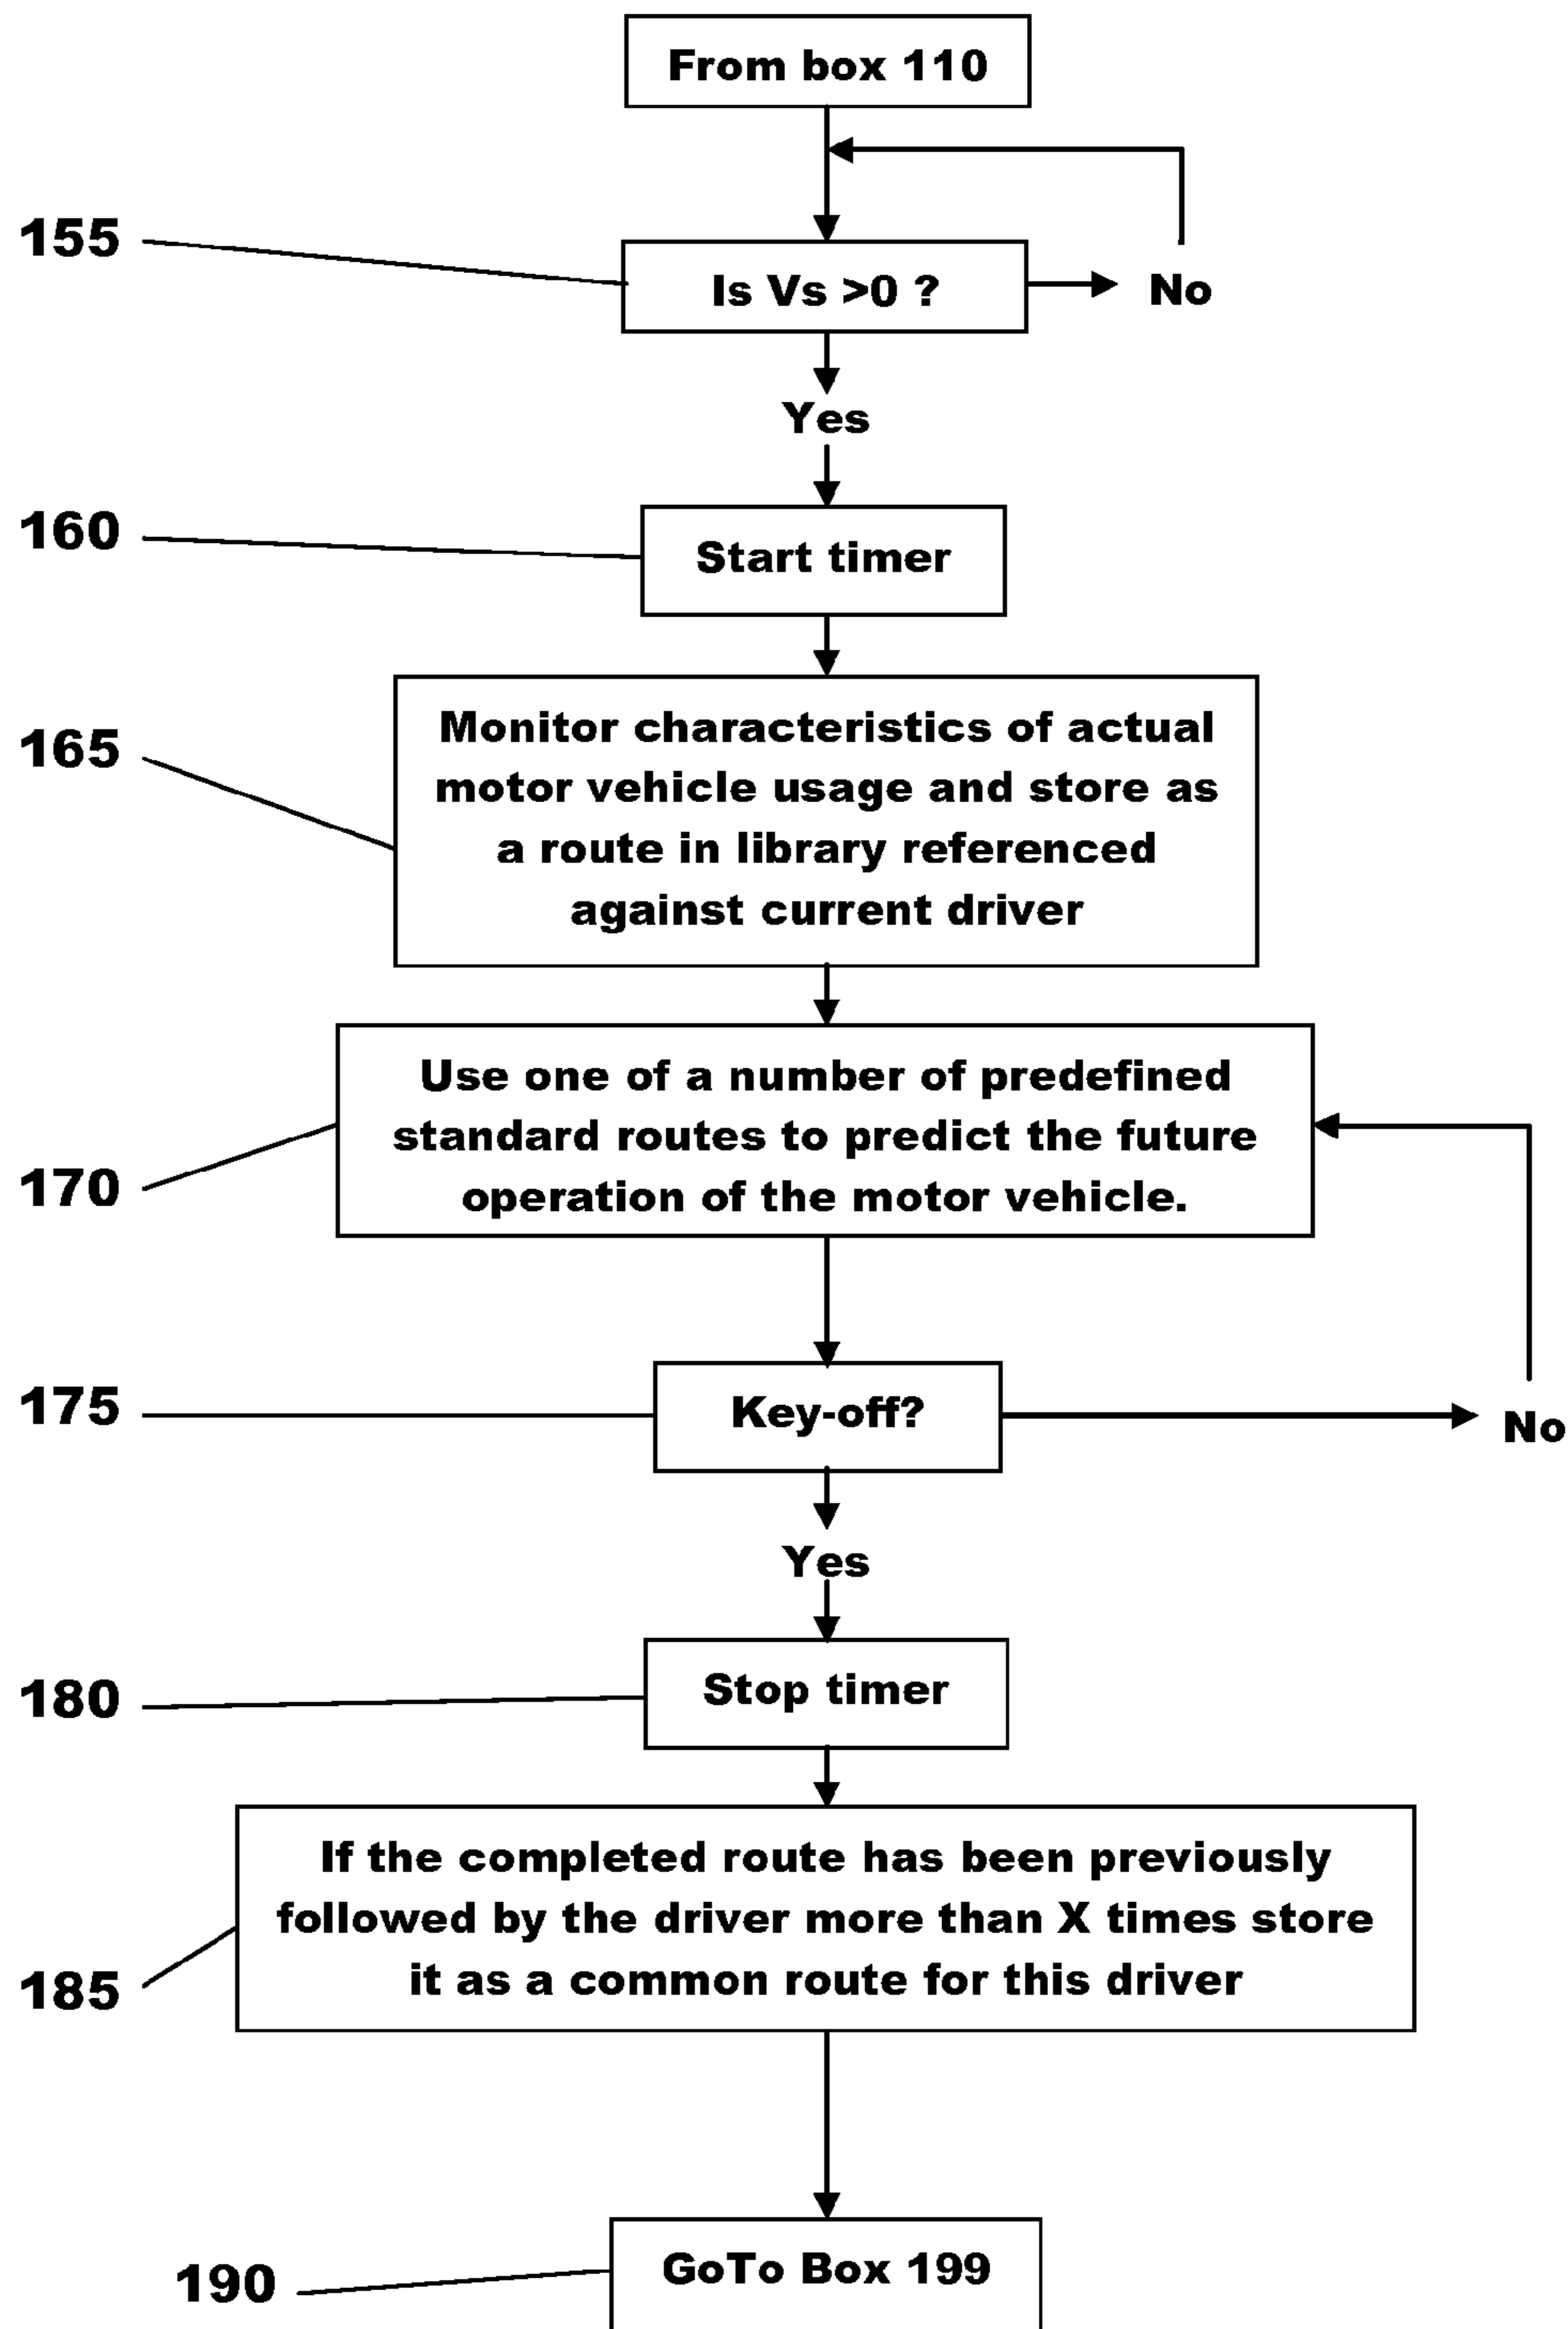 From box 110
155
Is Vs >0 ?
No
Yes
160
Start timer
165
Monitor characteristics of actual
motor vehicle usage and store as
a route in library referenced
against current driver
170
Use one of a number of predefined
standard routes to predict the future
operation of the motor vehicle.
175
Key-off?
No
Yes
180
Stop timer
185
If the completed route has been previously
followed by the driver more than X times store
it as a common route for this driver
190
GoTo Box 199